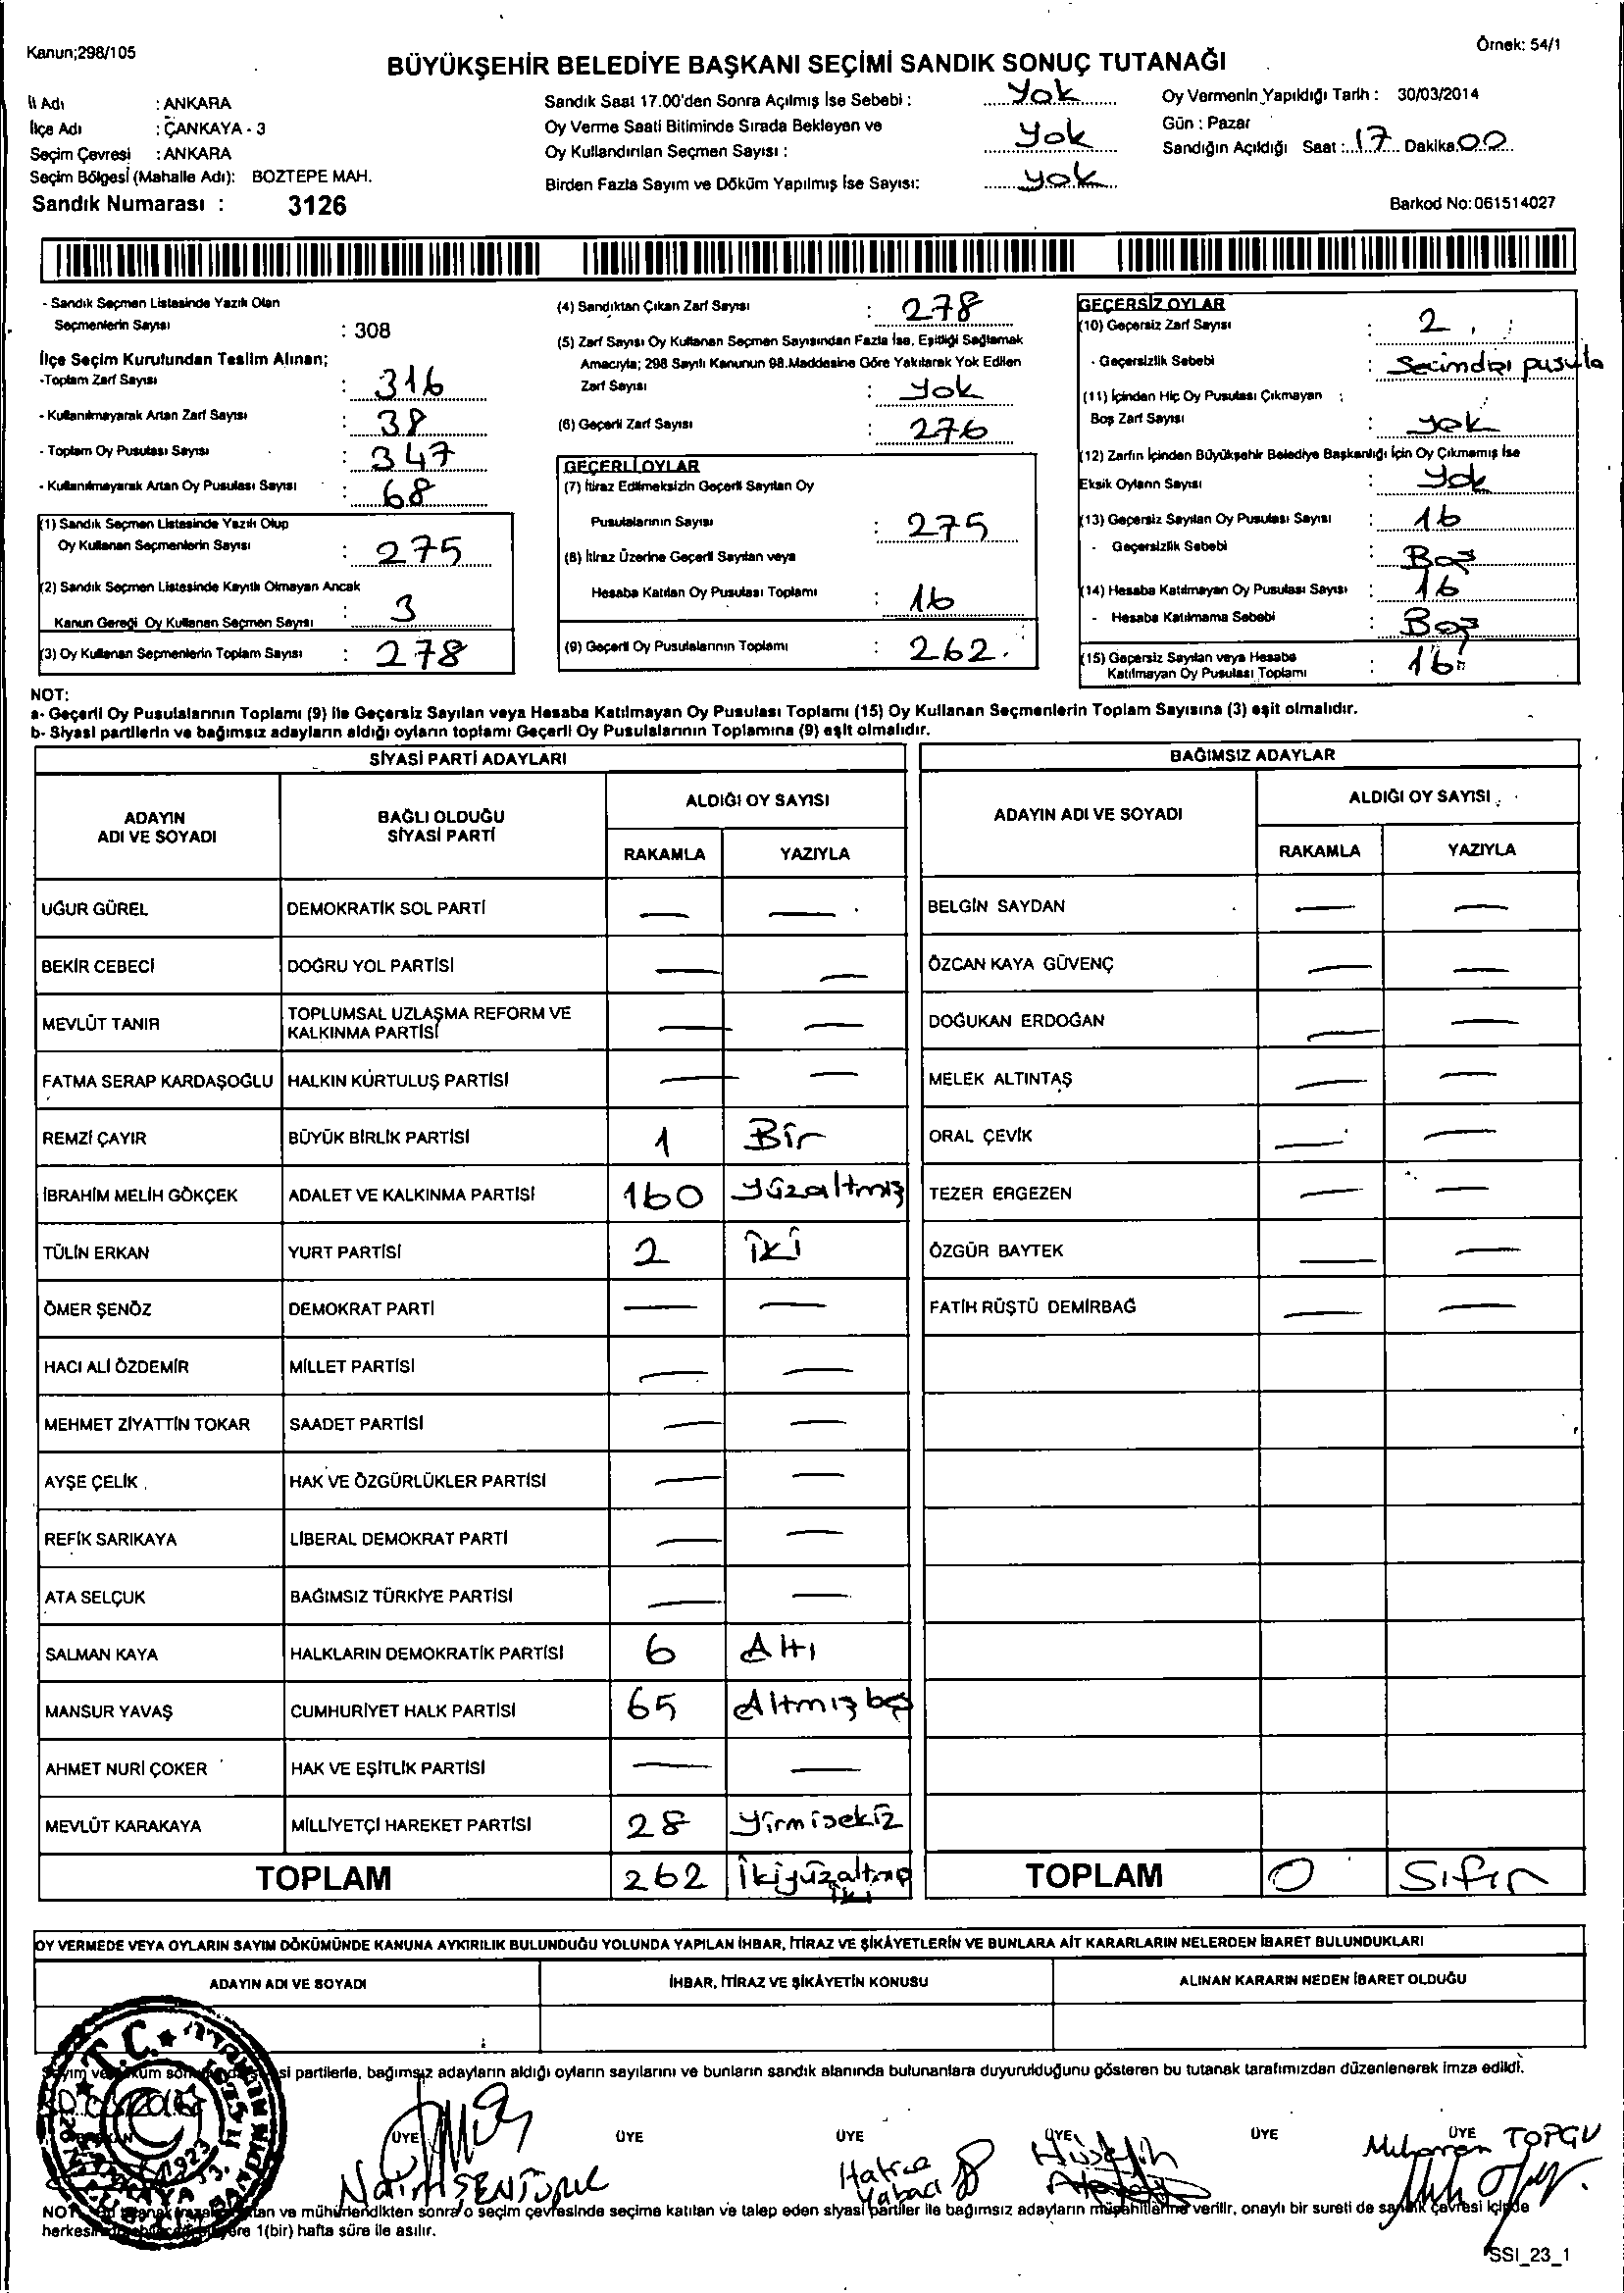 Kanun;298/105
Örnek: 54/1
BÜYÜKŞEHİR BELEDİYE BAŞKANI SEÇİMİ SANDIK SONUÇ TUTANAĞI
İl Adı : ANKARA
İlçe Adı : ÇANKAYA - 3
Seçim Çevresi : ANKARA
Seçim Bölgesi (Mahalle Adı): BOZTEPE MAH.
Sandık Numarası : 3126
Sandık Saat 17.00'den Sonra Açılmış İse Sebebi : Yok
Oy Verme Saati Bitiminde Sırada Bekleyen ve
Oy Kullandırılan Seçmen Sayısı : Yok
Birden Fazla Sayım ve Döküm Yapılmış İse Sayısı: Yok
Oy Vermenin Yapıldığı Tarih : 30/03/2014
Gün : Pazar
Sandığın Açıldığı Saat : 17 Dakika 00
Barkod No:061514027
- Sandık Seçmen Listesinde Yazılı Olan
Seçmenlerin Sayısı : 308
İlçe Seçim Kurulundan Teslim Alınan;
-Toplam Zarf Sayısı : 316
- Kullanılmayarak Artan Zarf Sayısı : 38
- Toplam Oy Pusulası Sayısı : 347
- Kullanılmayarak Artan Oy Pusulası Sayısı : 68
(1) Sandık Seçmen Listesinde Yazılı Olup
Oy Kullanan Seçmenlerin Sayısı : 275
(2) Sandık Seçmen Listesinde Kayıtlı Olmayan Ancak
Kanun Gereği Oy Kullanan Seçmen Sayısı : 3
(3) Oy Kullanan Seçmenlerin Toplam Sayısı : 278
(4) Sandıktan Çıkan Zarf Sayısı : 278
(5) Zarf Sayısı Oy Kullanan Seçmen Sayısından Fazla İse, Eşitliği Sağlamak
Amacıyla; 298 Sayılı Kanunun 98.Maddesine Göre Yakılarak Yok Edilen
Zarf Sayısı : Yok
(6) Geçerli Zarf Sayısı : 276
GEÇERLİ OYLAR
(7) İtiraz Edilmeksizin Geçerli Sayılan Oy
Pusulalarının Sayısı : 275
(8) İtiraz Üzerine Geçerli Sayılan veya
Hesaba Katılan Oy Pusulası Toplamı : 16
(9) Geçerli Oy Pusulalarının Toplamı : 262
GEÇERSİZ OYLAR
(10) Geçersiz Zarf Sayısı : 2
- Geçersizlik Sebebi : Secimdışı pusula
(11) İçinden Hiç Oy Pusulası Çıkmayan
Boş Zarf Sayısı : yok
(12) Zarfın İçinden Büyükşehir Belediye Başkanlığı İçin Oy Çıkmamış İse
Eksik Oyların Sayısı : Yok
(13) Geçersiz Sayılan Oy Pusulası Sayısı : 16
- Geçersizlik Sebebi : Boş
(14) Hesaba Katılmayan Oy Pusulası Sayısı : 16
- Hesaba Katılmama Sebebi : Boş
(15) Geçersiz Sayılan veya Hesaba
Katılmayan Oy Pusulası Toplamı : 16
NOT:
a- Geçerli Oy Pusulalarının Toplamı (9) ile Geçersiz Sayılan veya Hesaba Katılmayan Oy Pusulası Toplamı (15) Oy Kullanan Seçmenlerin Toplam Sayısına (3) eşit olmalıdır.
b- Siyasi partilerin ve bağımsız adayların aldığı oyların toplamı Geçerli Oy Pusulalarının Toplamına (9) eşit olmalıdır.
SİYASİ PARTİ ADAYLARI
ADAYIN ADI VE SOYADI
BAĞLI OLDUĞU SİYASİ PARTİ
ALDIĞI OY SAYISI
RAKAMLA YAZIYLA
UĞUR GÜREL DEMOKRATİK SOL PARTİ — —
BEKİR CEBECİ DOĞRU YOL PARTİSİ — —
MEVLÜT TANIR TOPLUMSAL UZLAŞMA REFORM VE KALKINMA PARTİSİ — —
FATMA SERAP KARDAŞOĞLU HALKIN KURTULUŞ PARTİSİ — —
REMZİ ÇAYIR BÜYÜK BİRLİK PARTİSİ 1 Bir
İBRAHİM MELİH GÖKÇEK ADALET VE KALKINMA PARTİSİ 160 yüzaltmış
TÜLİN ERKAN YURT PARTİSİ 2 iki
ÖMER ŞENÖZ DEMOKRAT PARTİ — —
HACI ALİ ÖZDEMİR MİLLET PARTİSİ — —
MEHMET ZİYATTİN TOKAR SAADET PARTİSİ — —
AYŞE ÇELİK HAK VE ÖZGÜRLÜKLER PARTİSİ — —
REFİK SARIKAYA LİBERAL DEMOKRAT PARTİ — —
ATA SELÇUK BAĞIMSIZ TÜRKİYE PARTİSİ — —
SALMAN KAYA HALKLARIN DEMOKRATİK PARTİSİ 6 Altı
MANSUR YAVAŞ CUMHURİYET HALK PARTİSİ 65 Altmış beş
AHMET NURİ ÇOKER HAK VE EŞİTLİK PARTİSİ — —
MEVLÜT KARAKAYA MİLLİYETÇİ HAREKET PARTİSİ 28 Yirmisekiz
TOPLAM 262 İkiyüzaltmış iki
BAĞIMSIZ ADAYLAR
ADAYIN ADI VE SOYADI
ALDIĞI OY SAYISI
RAKAMLA YAZIYLA
BELGİN SAYDAN — —
ÖZCAN KAYA GÜVENÇ — —
DOĞUKAN ERDOĞAN — —
MELEK ALTINTAŞ — —
ORAL ÇEVİK — —
TEZER ERGEZEN — —
ÖZGÜR BAYTEK — —
FATİH RÜŞTÜ DEMİRBAĞ — —
TOPLAM 0 Sıfır
OY VERMEDE VEYA OYLARIN SAYIM DÖKÜMÜNDE KANUNA AYKIRILIK BULUNDUĞU YOLUNDA YAPILAN İHBAR, İTİRAZ VE ŞİKÂYETLERİN VE BUNLARA AİT KARARLARIN NELERDEN İBARET BULUNDUKLARI
ADAYIN ADI VE SOYADI
İHBAR, İTİRAZ VE ŞİKÂYETİN KONUSU
ALINAN KARARIN NEDEN İBARET OLDUĞU
partilerle, bağımsız adayların aldığı oyların sayılarını ve bunların sandık alanında bulunanlara duyurulduğunu gösteren bu tutanak tarafımızdan düzenlenerek imza edildi.
T.C.
1923
ÜYE ÜYE ÜYE ÜYE ÜYE ÜYE
Naim ŞENTÜRK
Hatice Yabacı
Hüseyin
Muharrem TOPÇU
ve mühürlendikten sonra o seçim çevresinde seçime katılan ve talep eden siyasi partiler ile bağımsız adayların müşahitlerine verilir, onaylı bir sureti de sandık çevresi içinde
1(bir) hafta süre ile asılır.
SSI_23_1